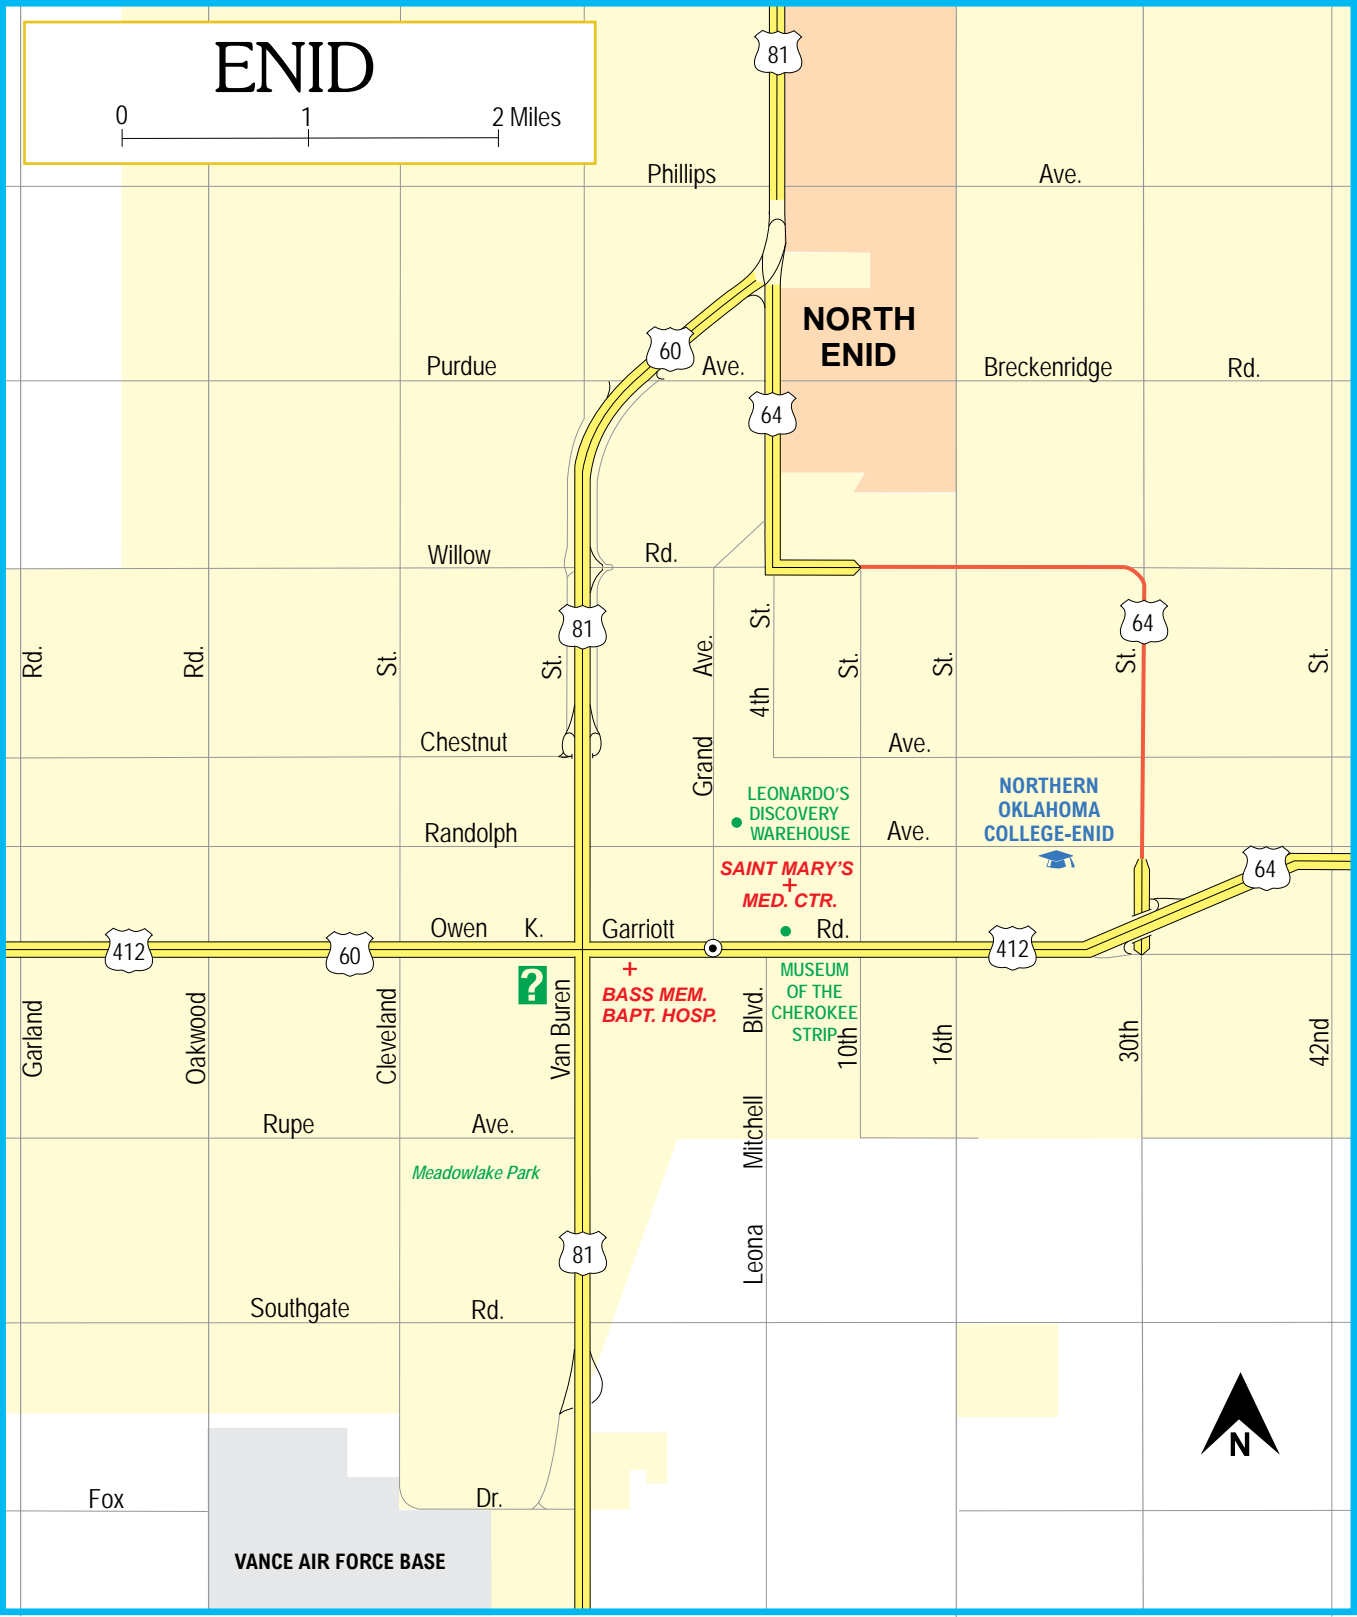 ENID
0 1 2 Miles
81
Phillips Ave.
NORTH
ENID
60
Purdue Ave. Breckenridge Rd.
64
Willow Rd.
81
64
Rd.
Rd.
St.
St.
Ave.
St.
St.
St.
St.
St.
4th
Grand
Chestnut Ave.
LEONARDO'S
DISCOVERY
WAREHOUSE
NORTHERN
OKLAHOMA
COLLEGE-ENID
Randolph Ave.
SAINT MARY'S
MED. CTR.
64
Owen K. Garriott Rd.
412
60
412
?
BASS MEM.
BAPT. HOSP.
MUSEUM
OF THE
CHEROKEE
STRIP
Garland
Oakwood
Cleveland
Van Buren
Blvd.
Mitchell
Leona
10th
16th
30th
42nd
Rupe Ave.
Meadowlake Park
81
Southgate Rd.
N
Fox Dr.
VANCE AIR FORCE BASE